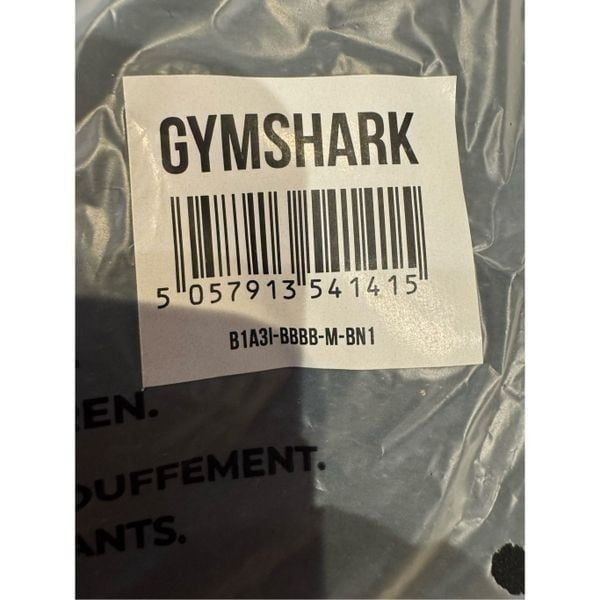 GYMSHARK
5 057913 541415
B1A3I-BBBB-M-BN1
EN.
OUFFEMENT.
ANTS.